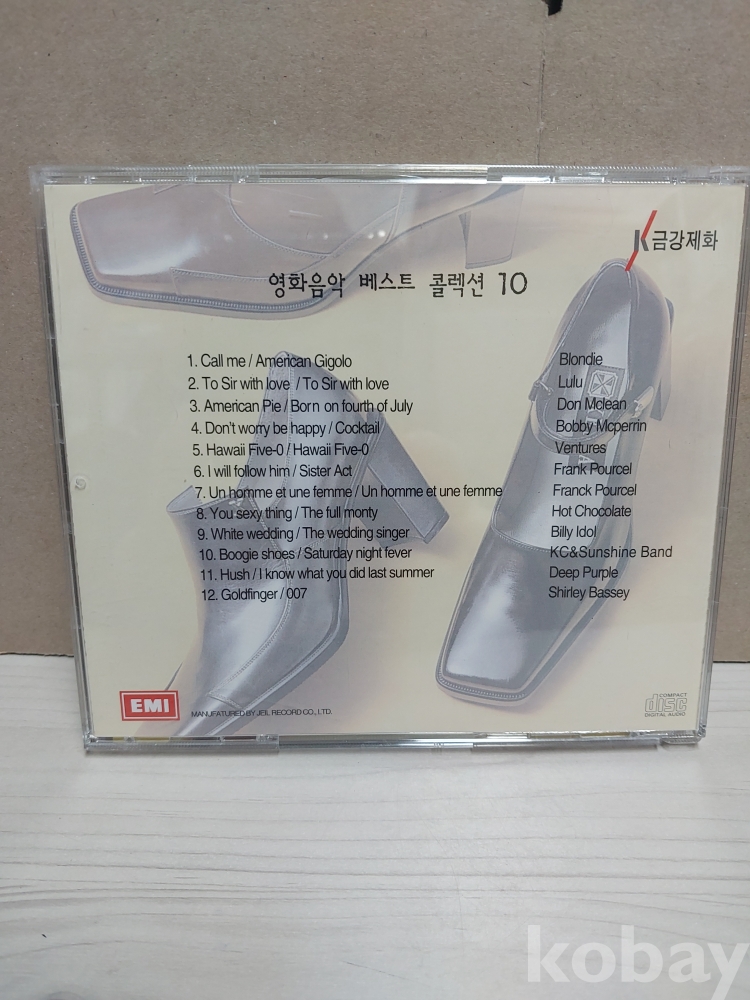 K금강제화
영화음악 베스트 콜렉션 10
1. Call me / American Gigolo Blondie
2. To Sir with love / To Sir with love Lulu
3. American Pie / Born on fourth of July Don Mclean
4. Don't worry be happy / Cocktail Bobby Mcperrin
5. Hawaii Five-0 / Hawaii Five-0 Ventures
6. I will follow him / Sister Act Frank Pourcel
7. Un homme et une femme / Un homme et une femme Franck Pourcel
8. You sexy thing / The full monty Hot Chocolate
9. White wedding / The wedding singer Billy Idol
10. Boogie shoes / Saturday night fever KC&Sunshine Band
11. Hush / I know what you did last summer Deep Purple
12. Goldfinger / 007 Shirley Bassey
EMI
MANUFATURED BY JEIL RECORD CO., LTD.
COMPACT
disc
DIGITAL AUDIO
kobay